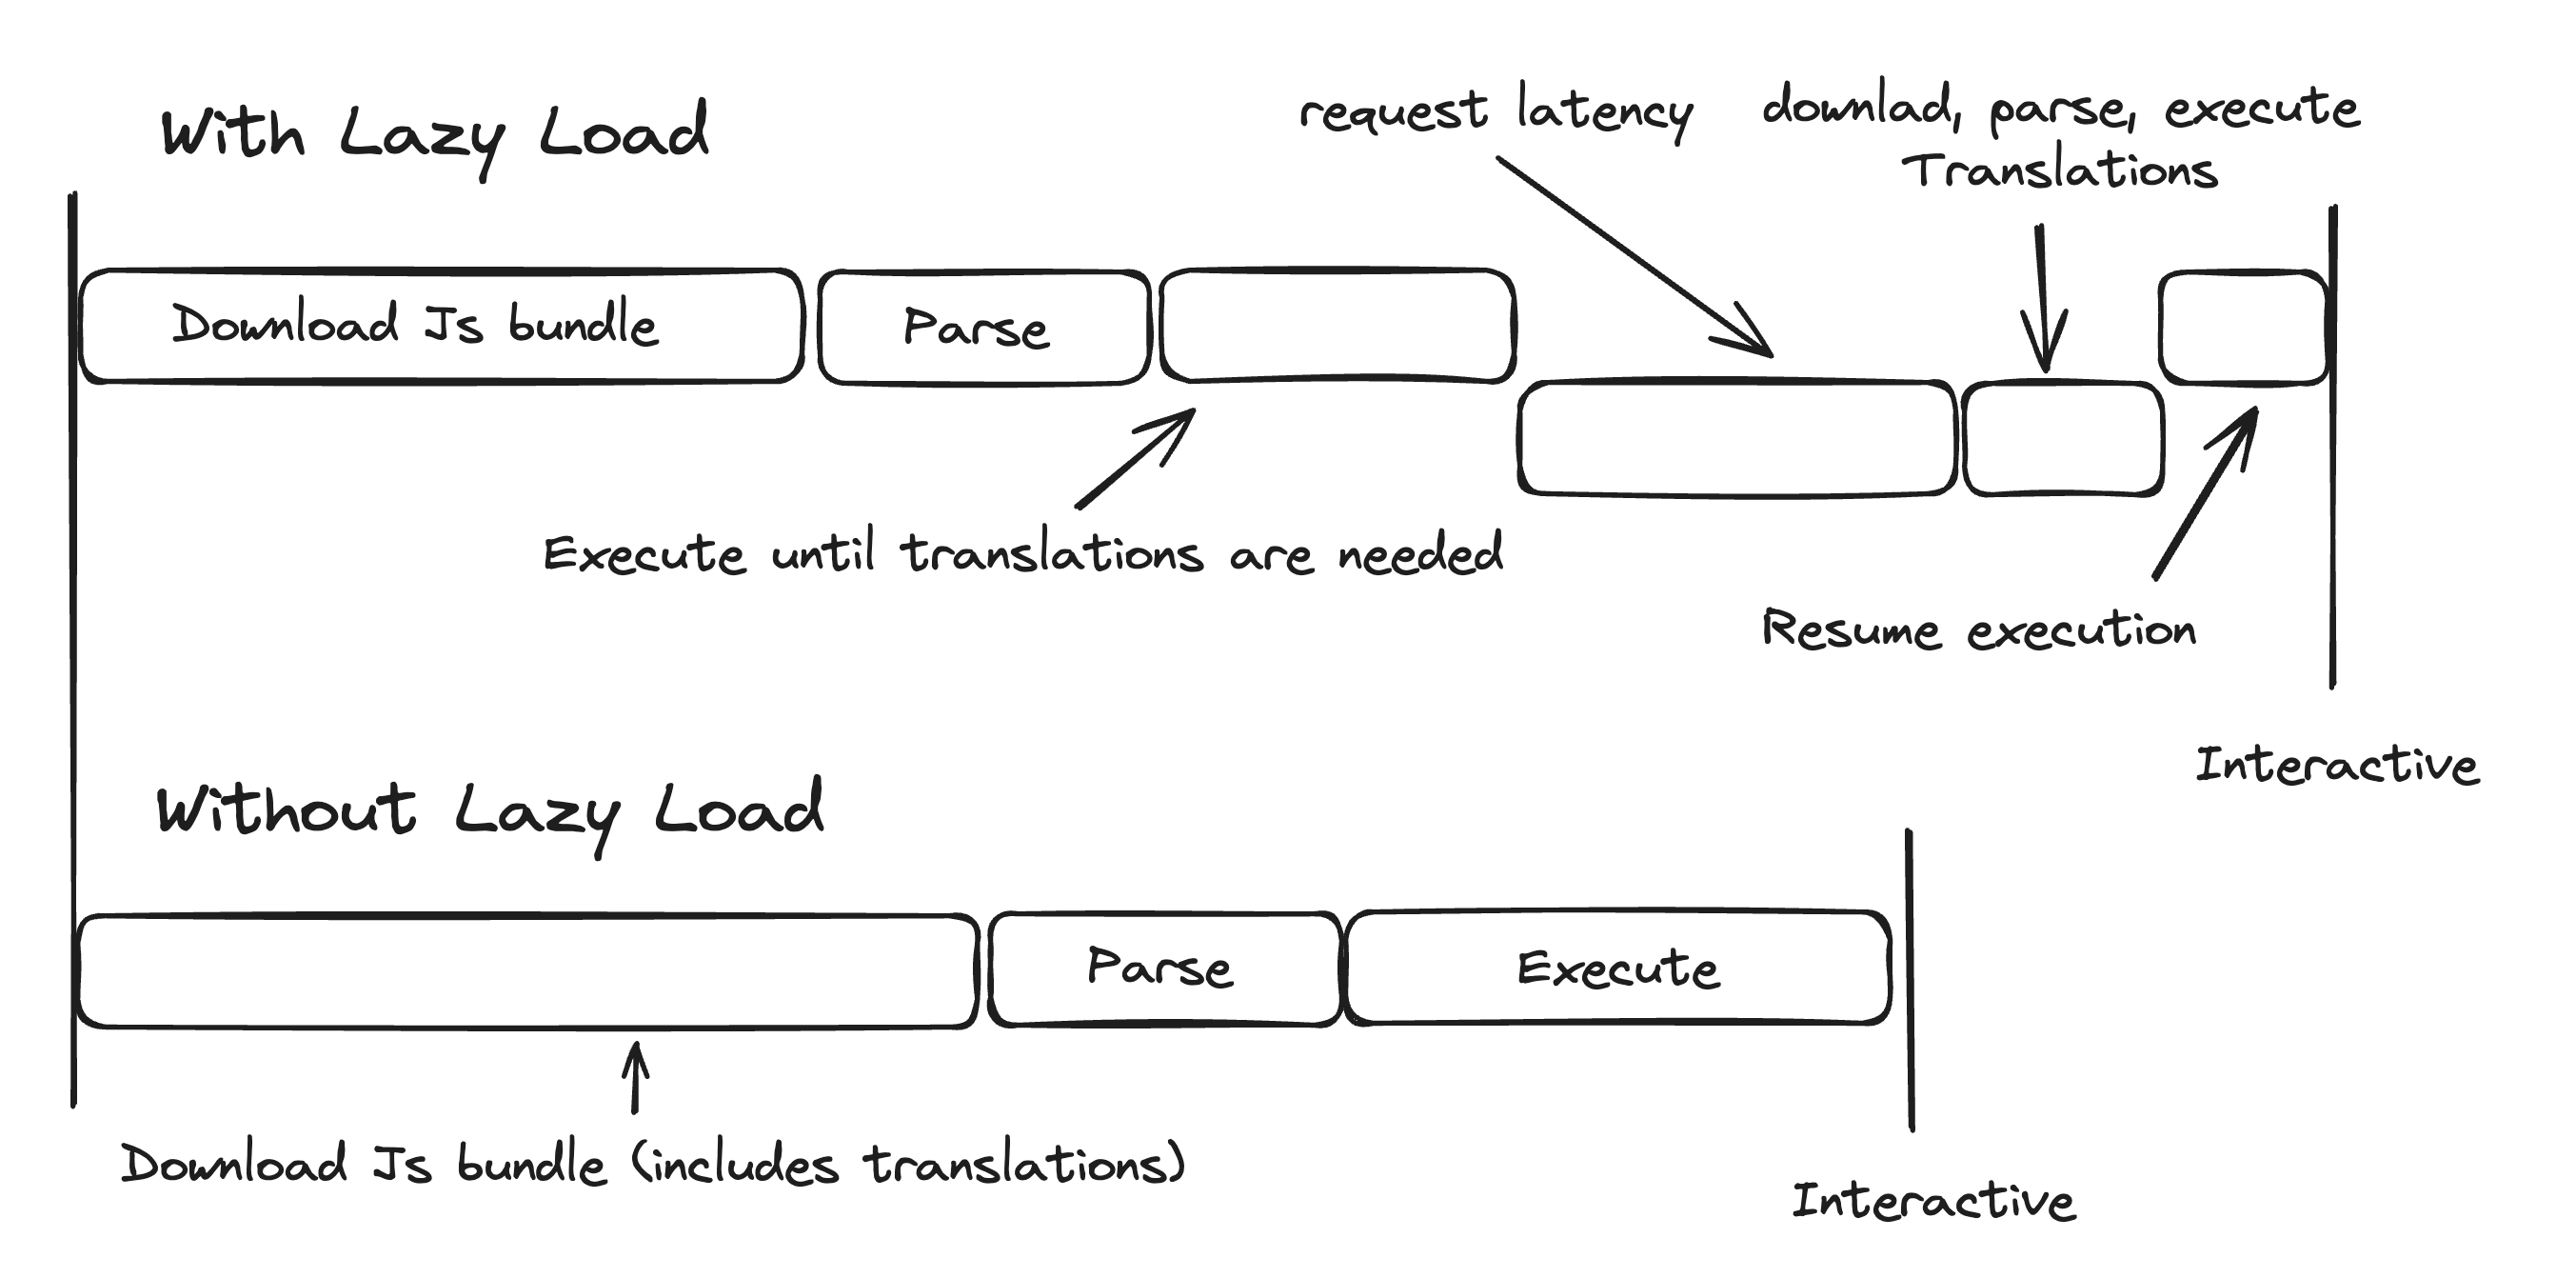 With Lazy Load
request latency
downlad, parse, execute
Translations
Download Js bundle
Parse
Execute until translations are needed
Resume execution
Interactive
Without Lazy Load
Parse
Execute
Download Js bundle (includes translations)
Interactive